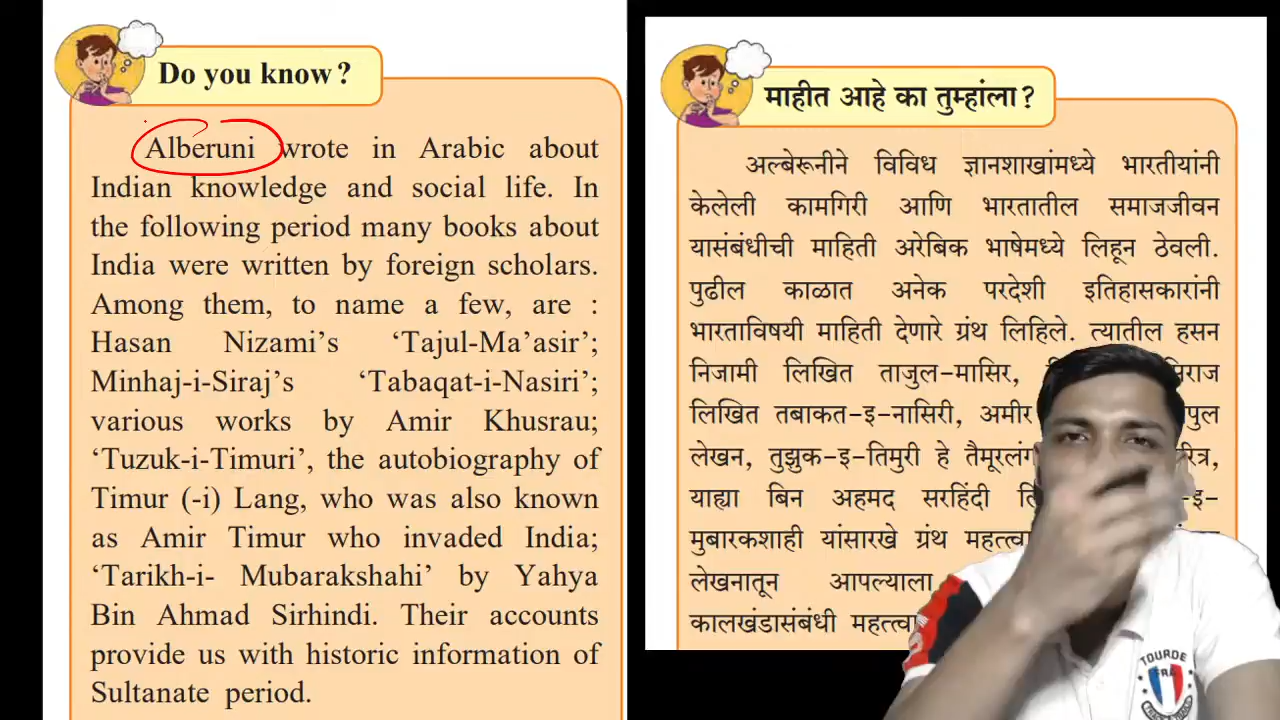 Do you know?
Alberuni wrote in Arabic about
Indian knowledge and social life. In
the following period many books about
India were written by foreign scholars.
Among them, to name a few, are :
Hasan Nizami's 'Tajul-Ma'asir';
Minhaj-i-Siraj's 'Tabaqat-i-Nasiri';
various works by Amir Khusrau;
'Tuzuk-i-Timuri', the autobiography of
Timur (-i) Lang, who was also known
as Amir Timur who invaded India;
'Tarikh-i- Mubarakshahi' by Yahya
Bin Ahmad Sirhindi. Their accounts
provide us with historic information of
Sultanate period.
माहीत आहे का तुम्हांला?
अल्बेरूनीने विविध ज्ञानशाखांमध्ये भारतीयांनी
केलेली कामगिरी आणि भारतातील समाजजीवन
यासंबंधीची माहिती अरेबिक भाषेमध्ये लिहून ठेवली.
पुढील काळात अनेक परदेशी इतिहासकारांनी
भारताविषयी माहिती देणारे ग्रंथ लिहिले. त्यातील हसन
निजामी लिखित ताजुल-मासिर,
लिखित तबाकत-इ-नासिरी, अमीर
लेखन, तुझुक-इ-तिमुरी हे
याह्या बिन अहमद सरहिंदी
मुबारकशाही यांसारखे ग्रंथ
लेखनातून आपल्याला
कालखंडासंबंधी
TOURDE